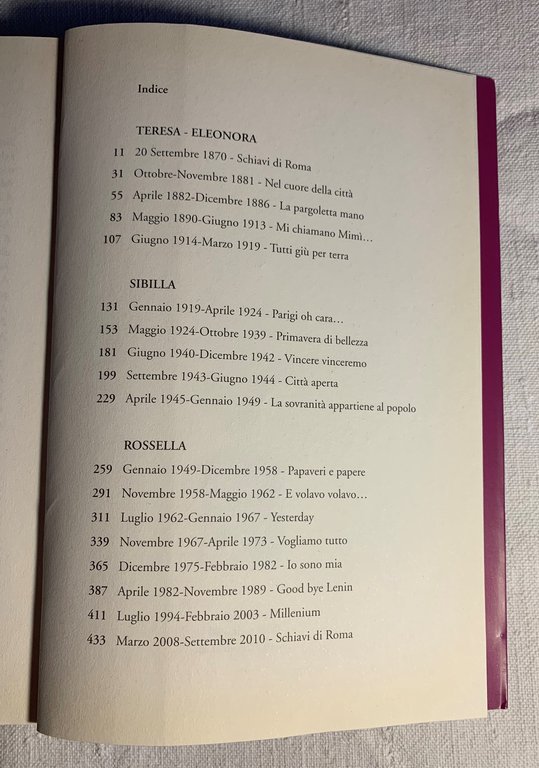 Indice
TERESA - ELEONORA
11 20 Settembre 1870 - Schiavi di Roma
31 Ottobre-Novembre 1881 - Nel cuore della città
55 Aprile 1882-Dicembre 1886 - La pargoletta mano
83 Maggio 1890-Giugno 1913 - Mi chiamano Mimì...
107 Giugno 1914-Marzo 1919 - Tutti giù per terra
SIBILLA
131 Gennaio 1919-Aprile 1924 - Parigi oh cara...
153 Maggio 1924-Ottobre 1939 - Primavera di bellezza
181 Giugno 1940-Dicembre 1942 - Vincere vinceremo
199 Settembre 1943-Giugno 1944 - Città aperta
229 Aprile 1945-Gennaio 1949 - La sovranità appartiene al popolo
ROSSELLA
259 Gennaio 1949-Dicembre 1958 - Papaveri e papere
291 Novembre 1958-Maggio 1962 - E volavo volavo...
311 Luglio 1962-Gennaio 1967 - Yesterday
339 Novembre 1967-Aprile 1973 - Vogliamo tutto
365 Dicembre 1975-Febbraio 1982 - Io sono mia
387 Aprile 1982-Novembre 1989 - Good bye Lenin
411 Luglio 1994-Febbraio 2003 - Millenium
433 Marzo 2008-Settembre 2010 - Schiavi di Roma